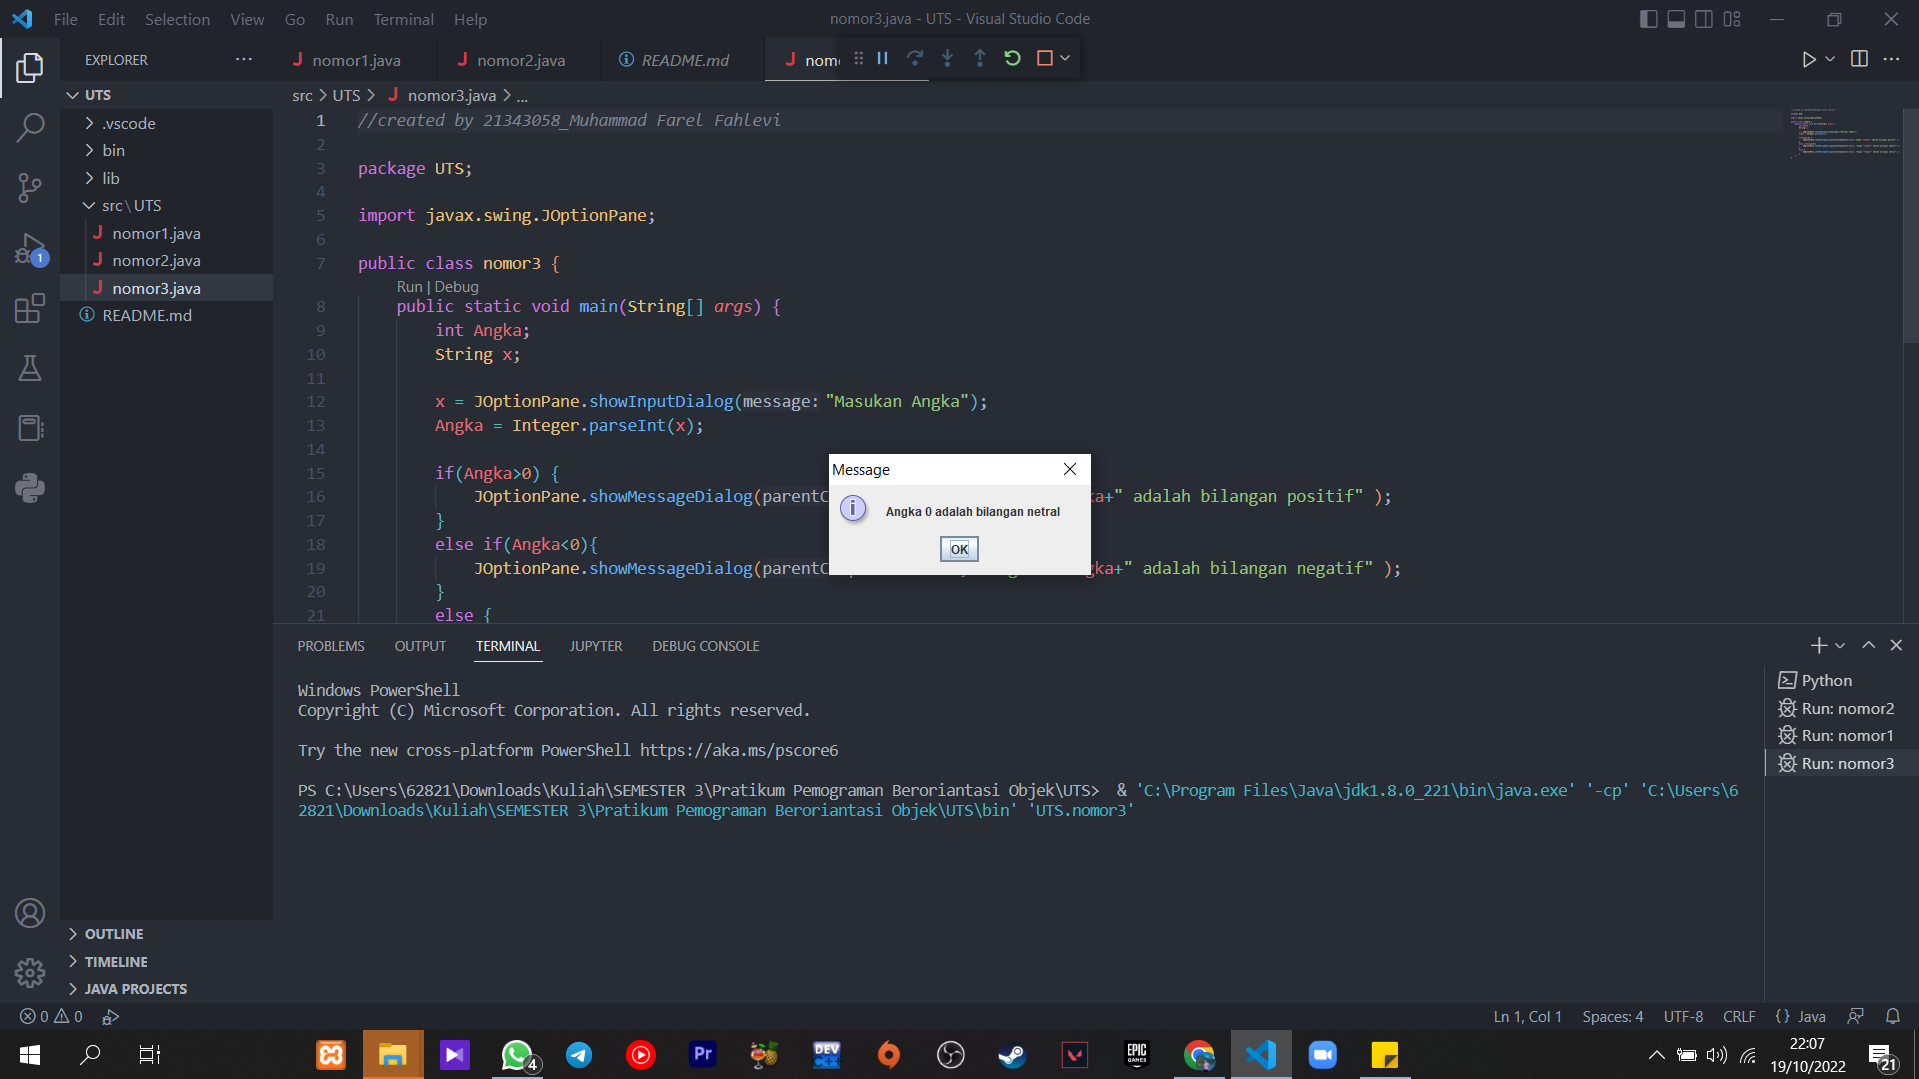 File Edit Selection View Go Run Terminal Help
nomor3.java - UTS - Visual Studio Code
EXPLORER
nomor1.java
nomor2.java
README.md
UTS
.vscode
bin
lib
src\UTS
nomor1.java
nomor2.java
nomor3.java
README.md
OUTLINE
TIMELINE
JAVA PROJECTS
src > UTS > nomor3.java > ...
1 //created by 21343058_Muhammad Farel Fahlevi
2
3 package UTS;
4
5 import javax.swing.JOptionPane;
6
7 public class nomor3 {
Run | Debug
8 public static void main(String[] args) {
9 int Angka;
10 String x;
11
12 x = JOptionPane.showInputDialog(message: "Masukan Angka");
13 Angka = Integer.parseInt(x);
14
15 if(Angka>0) {
16 JOptionPane.showMessageDialog( +" adalah bilangan positif" );
17 }
18 else if(Angka<0){
19 JOptionPane.showMessageDialog( +" adalah bilangan negatif" );
20 }
21 else {
Message
Angka 0 adalah bilangan netral
OK
PROBLEMS OUTPUT TERMINAL JUPYTER DEBUG CONSOLE
Windows PowerShell
Copyright (C) Microsoft Corporation. All rights reserved.
Try the new cross-platform PowerShell https://aka.ms/pscore6
PS C:\Users\62821\Downloads\Kuliah\SEMESTER 3\Pratikum Pemograman Beroriantasi Objek\UTS> & 'C:\Program Files\Java\jdk1.8.0_221\bin\java.exe' '-cp' 'C:\Users\6
2821\Downloads\Kuliah\SEMESTER 3\Pratikum Pemograman Beroriantasi Objek\UTS\bin' 'UTS.nomor3'
Python
Run: nomor2
Run: nomor1
Run: nomor3
0 0
Ln 1, Col 1 Spaces: 4 UTF-8 CRLF {} Java
Pr
DEV C++
EPIC GAMES
4
1
22:07
19/10/2022
21